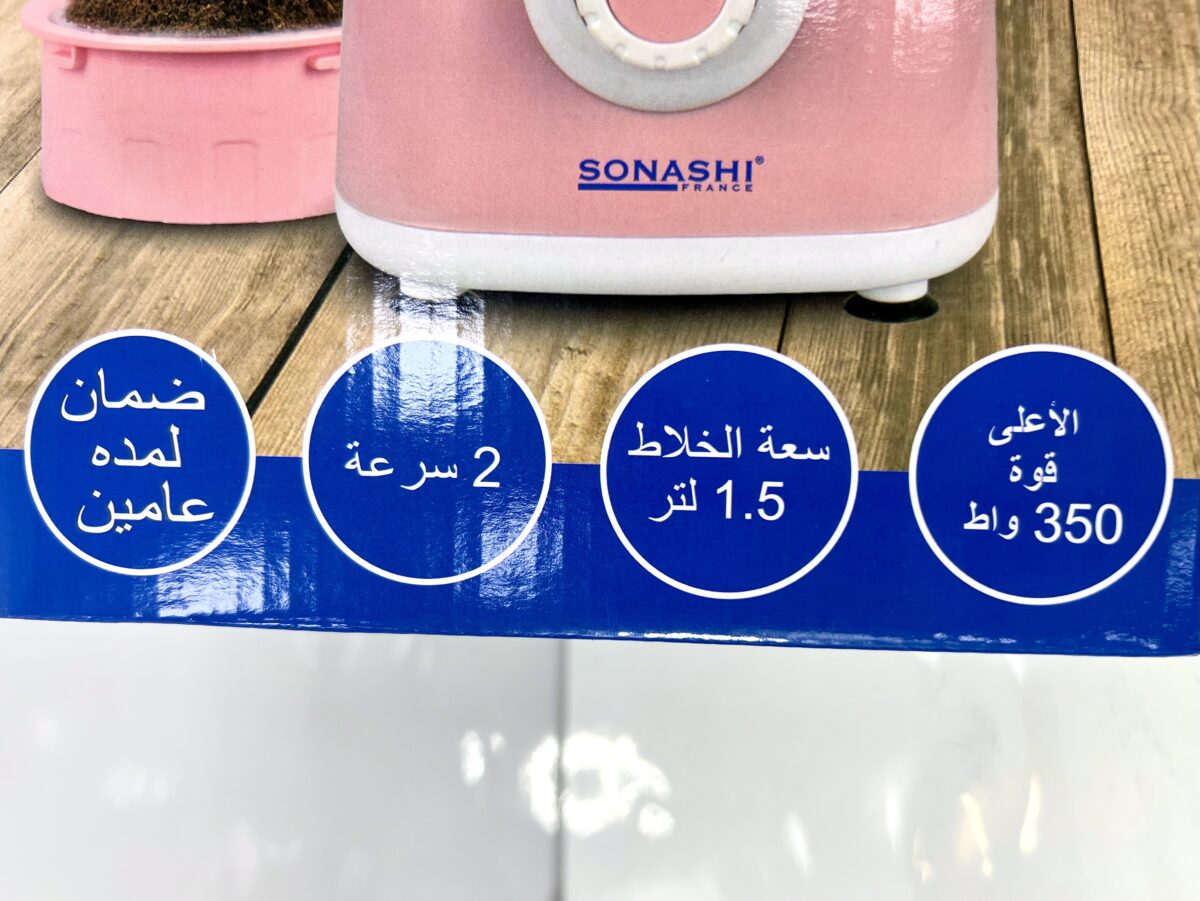 SONASHI®
FRANCE
الأعلى
قوة
350 واط
سعة الخلاط
1.5 لتر
2 سرعة
ضمان
لمده
عامين